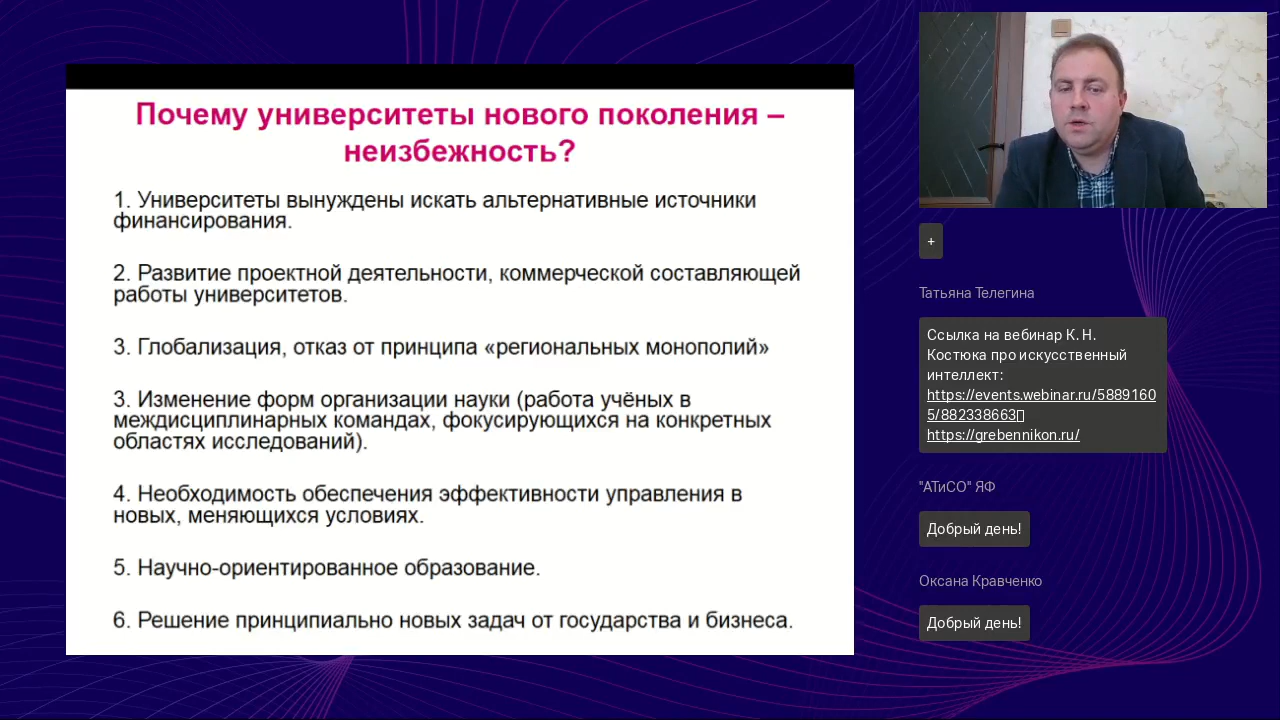 Почему университеты нового поколения –
неизбежность?
1. Университеты вынуждены искать альтернативные источники
финансирования.
2. Развитие проектной деятельности, коммерческой составляющей
работы университетов.
3. Глобализация, отказ от принципа «региональных монополий»
3. Изменение форм организации науки (работа учёных в
междисциплинарных командах, фокусирующихся на конкретных
областях исследований).
4. Необходимость обеспечения эффективности управления в
новых, меняющихся условиях.
5. Научно-ориентированное образование.
6. Решение принципиально новых задач от государства и бизнеса.
+
Татьяна Телегина
Ссылка на вебинар К. Н.
Костюка про искусственный
интеллект:
https://events.webinar.ru/5889160
5/882338663
https://grebennikon.ru/
"АТиСО" ЯФ
Добрый день!
Оксана Кравченко
Добрый день!